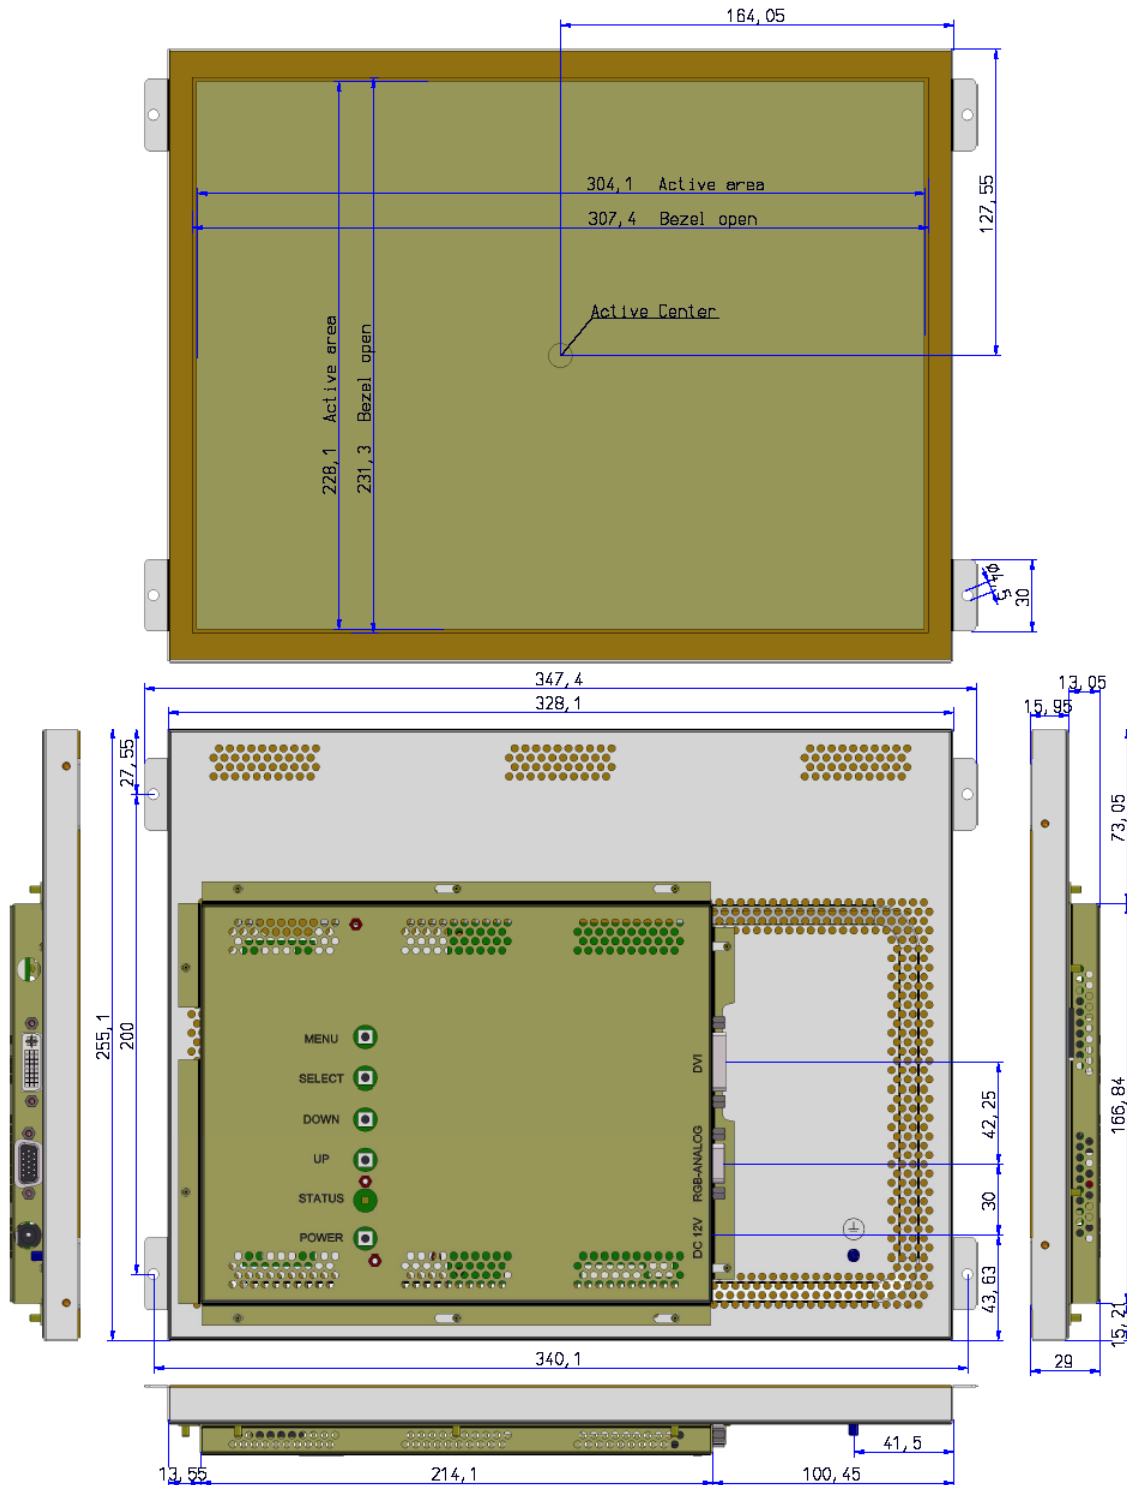 164,05
127,55
304,1 Active area
307,4 Bezel open
Active Center
228,1 Active area
231,3 Bezel open
φ4,5
30
347,4
328,1
13,05
15,95
27,55
73,05
255,1
200
MENU
SELECT
DOWN
UP
STATUS
POWER
DVI
RGB-ANALOG
DC 12V
42,25
30
43,63
166,84
15,21
29
340,1
41,5
13,55
214,1
100,45